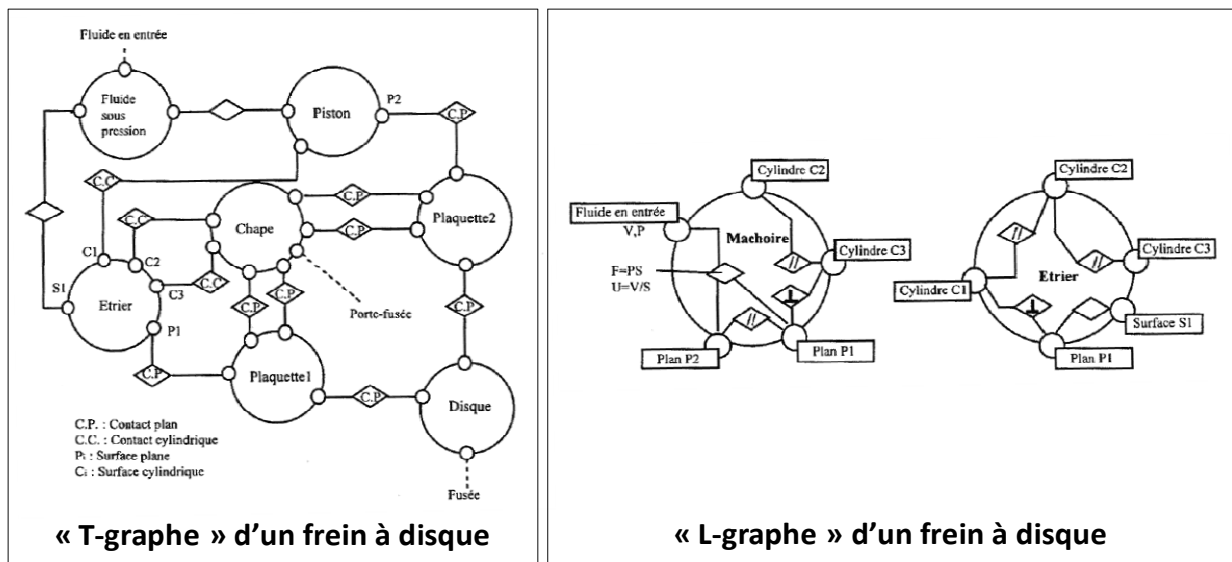 Fluide en entrée
Fluide
sous
pression
Piston
P2
C.P
C.C
C.P
C.C
Chape
C.P
Plaquette2
C1
C2
S1
C3
C.C
Etrier
P1
C.P
C.P
C.P
Porte-fusée
C.P
Plaquette1
C.P
Disque
C.P. : Contact plan
C.C. : Contact cylindrique
Pi : Surface plane
Ci : Surface cylindrique
Fusée
« T-graphe » d’un frein à disque
Cylindre C2
Fluide en entrée
V,P
Machoire
//
Cylindre C3
F=PS
U=V/S
//
Plan P2
Plan P1
Cylindre C2
//
//
Cylindre C3
Etrier
Cylindre C1
Surface S1
Plan P1
« L-graphe » d’un frein à disque